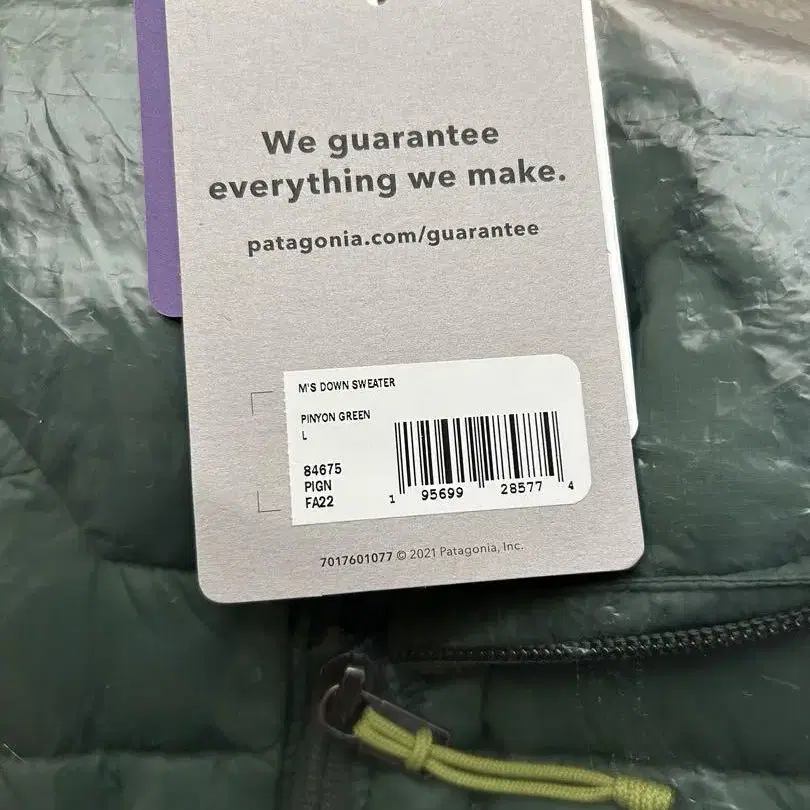 We guarantee
everything we make.
patagonia.com/guarantee
M'S DOWN SWEATER
PINYON GREEN
L
84675
PIGN
FA22
1 95699 28577 4
7017601077 © 2021 Patagonia, Inc.